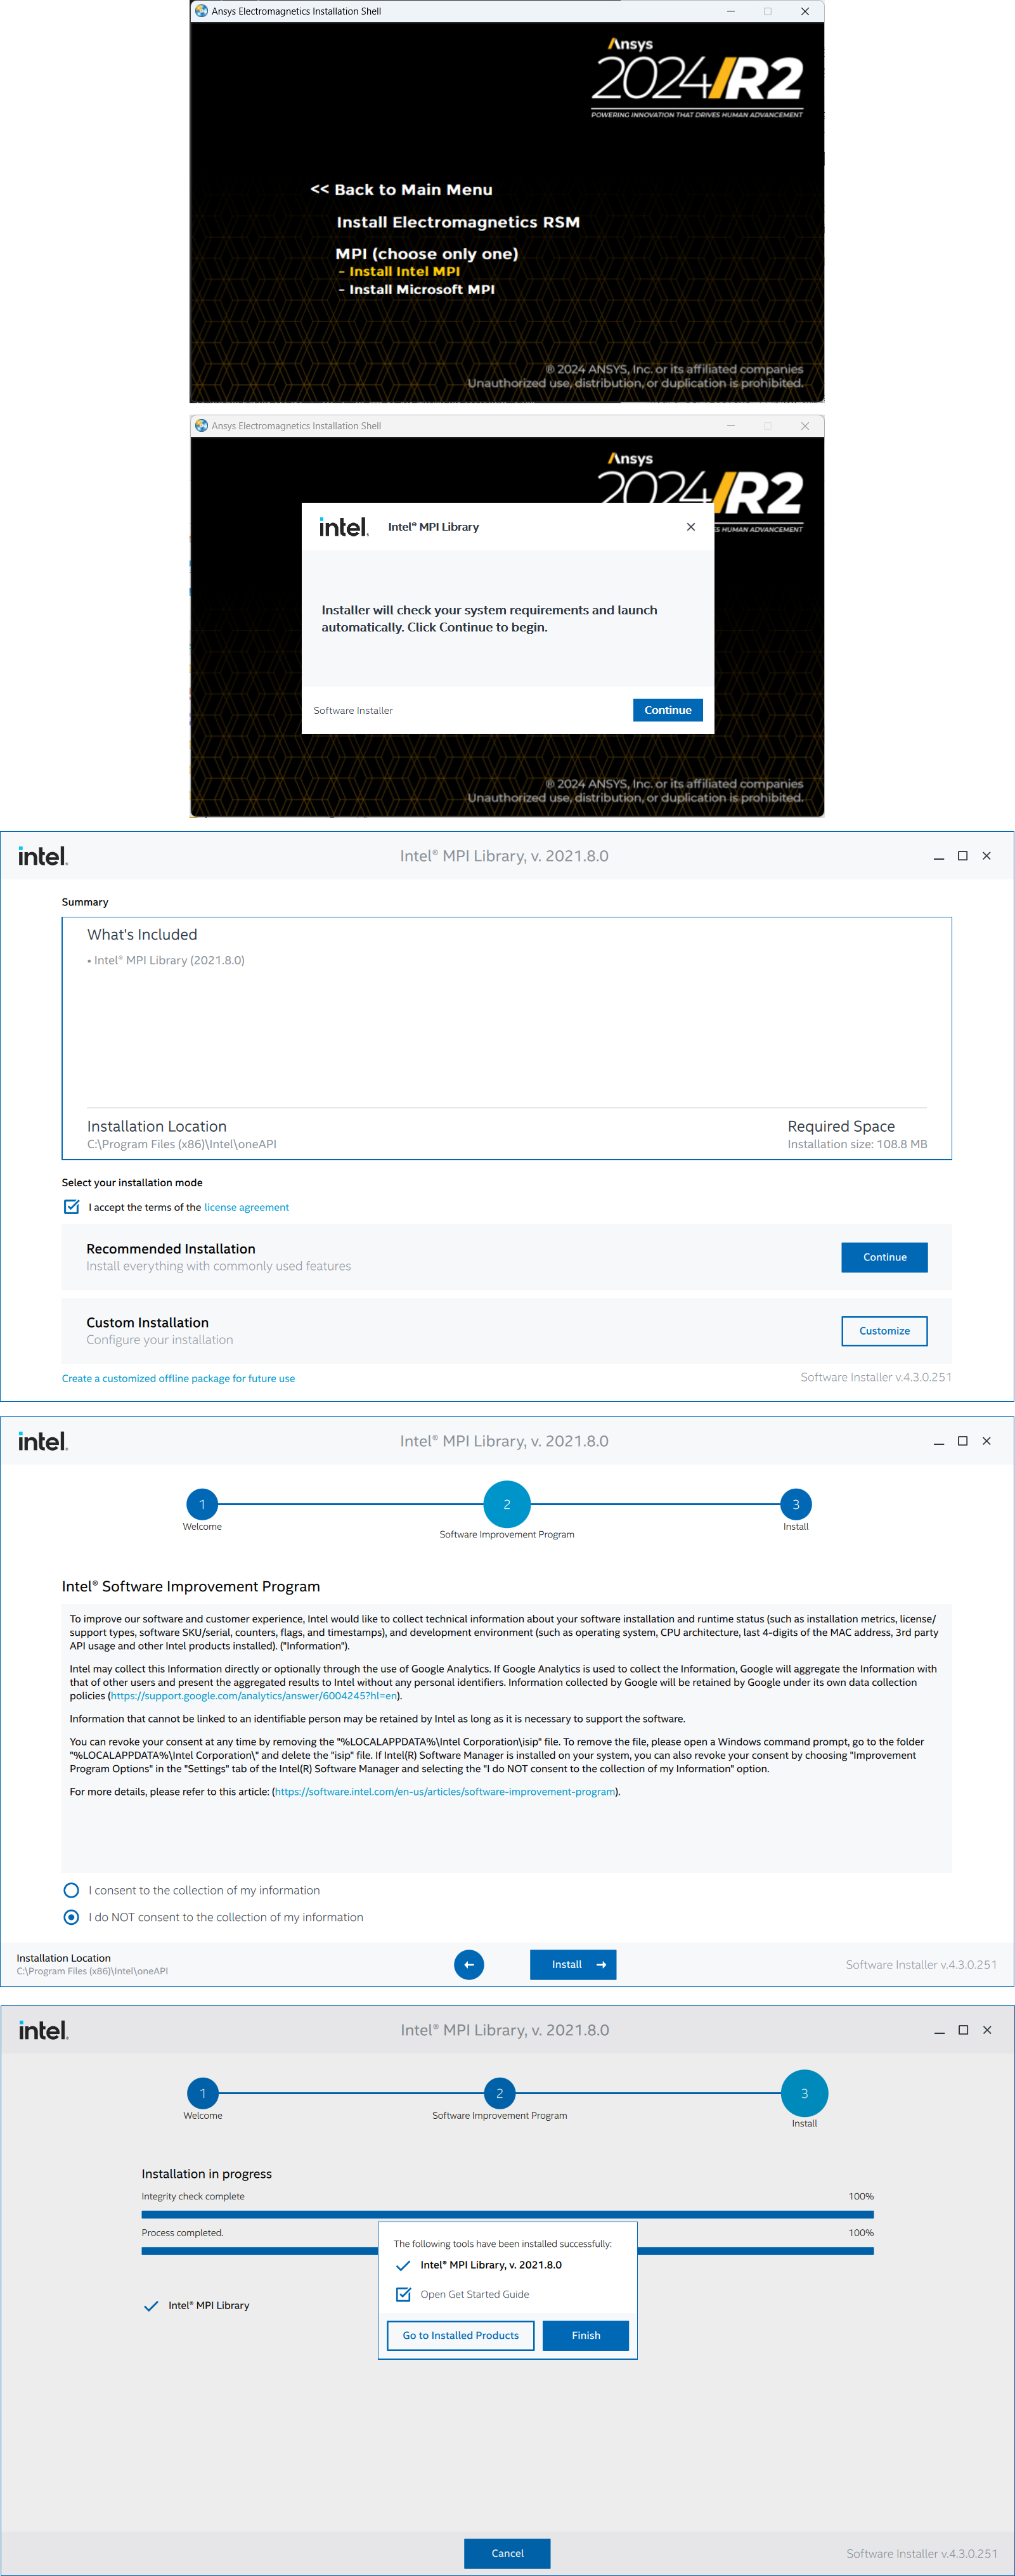 Ansys Electromagnetics Installation Shell
Ansys
2024/R2
POWERING INNOVATION THAT DRIVES HUMAN ADVANCEMENT
<< Back to Main Menu
Install Electromagnetics RSM
MPI (choose only one)
- Install Intel MPI
- Install Microsoft MPI
® 2024 ANSYS, Inc. or its affiliated companies
Unauthorized use, distribution, or duplication is prohibited.
Ansys Electromagnetics Installation Shell
Ansys
2024/R2
ES HUMAN ADVANCEMENT
intel. Intel® MPI Library
Installer will check your system requirements and launch
automatically. Click Continue to begin.
Software Installer Continue
® 2024 ANSYS, Inc. or its affiliated companies
Unauthorized use, distribution, or duplication is prohibited.
intel. Intel® MPI Library, v. 2021.8.0
Summary
What's Included
• Intel® MPI Library (2021.8.0)
Installation Location Required Space
C:\Program Files (x86)\Intel\oneAPI Installation size: 108.8 MB
Select your installation mode
I accept the terms of the license agreement
Recommended Installation
Install everything with commonly used features
Continue
Custom Installation
Configure your installation
Customize
Create a customized offline package for future use Software Installer v.4.3.0.251
intel. Intel® MPI Library, v. 2021.8.0
1 2 3
Welcome Software Improvement Program Install
Intel® Software Improvement Program
To improve our software and customer experience, Intel would like to collect technical information about your software installation and runtime status (such as installation metrics, license/
support types, software SKU/serial, counters, flags, and timestamps), and development environment (such as operating system, CPU architecture, last 4-digits of the MAC address, 3rd party
API usage and other Intel products installed). ("Information").
Intel may collect this Information directly or optionally through the use of Google Analytics. If Google Analytics is used to collect the Information, Google will aggregate the Information with
that of other users and present the aggregated results to Intel without any personal identifiers. Information collected by Google will be retained by Google under its own data collection
policies (https://support.google.com/analytics/answer/6004245?hl=en).
Information that cannot be linked to an identifiable person may be retained by Intel as long as it is necessary to support the software.
You can revoke your consent at any time by removing the "%LOCALAPPDATA%\Intel Corporation\isip" file. To remove the file, please open a Windows command prompt, go to the folder
"%LOCALAPPDATA%\Intel Corporation\" and delete the "isip" file. If Intel(R) Software Manager is installed on your system, you can also revoke your consent by choosing "Improvement
Program Options" in the "Settings" tab of the Intel(R) Software Manager and selecting the "I do NOT consent to the collection of my Information" option.
For more details, please refer to this article: (https://software.intel.com/en-us/articles/software-improvement-program).
I consent to the collection of my information
I do NOT consent to the collection of my information
Installation Location
C:\Program Files (x86)\Intel\oneAPI
Install
Software Installer v.4.3.0.251
intel. Intel® MPI Library, v. 2021.8.0
1 2 3
Welcome Software Improvement Program Install
Installation in progress
Integrity check complete 100%
Process completed. 100%
The following tools have been installed successfully:
Intel® MPI Library, v. 2021.8.0
Open Get Started Guide
Go to Installed Products Finish
Intel® MPI Library
Cancel Software Installer v.4.3.0.251